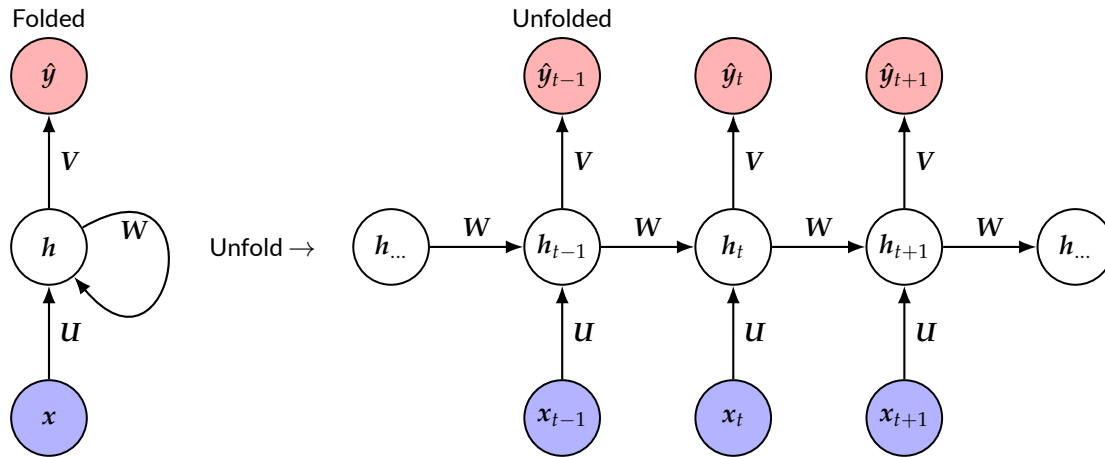 Folded Unfolded
ŷ ŷₜ₋₁ ŷₜ ŷₜ₊₁
V V V V
W W W W W
h Unfold → h... hₜ₋₁ hₜ hₜ₊₁ h...
U U U U
x xₜ₋₁ xₜ xₜ₊₁